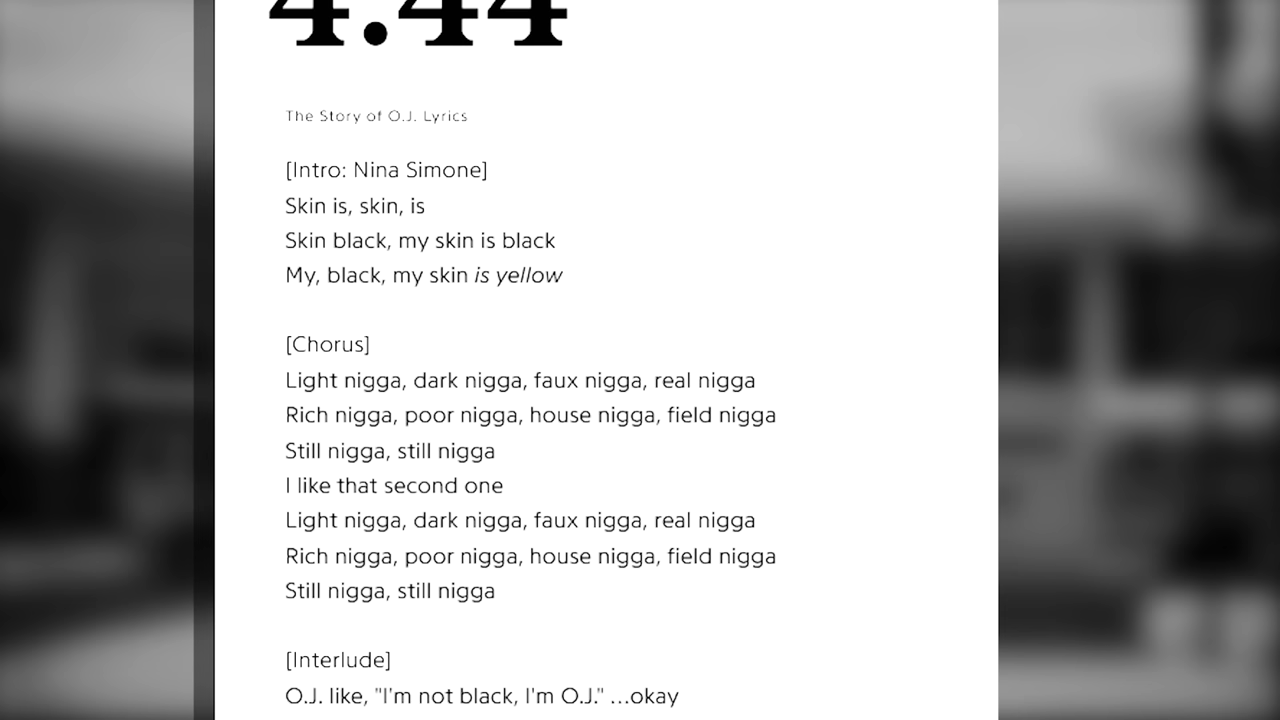 4.44
The Story of O.J. Lyrics
[Intro: Nina Simone]
Skin is, skin, is
Skin black, my skin is black
My, black, my skin is yellow
[Chorus]
Light nigga, dark nigga, faux nigga, real nigga
Rich nigga, poor nigga, house nigga, field nigga
Still nigga, still nigga
I like that second one
Light nigga, dark nigga, faux nigga, real nigga
Rich nigga, poor nigga, house nigga, field nigga
Still nigga, still nigga
[Interlude]
O.J. like, "I'm not black, I'm O.J." ...okay